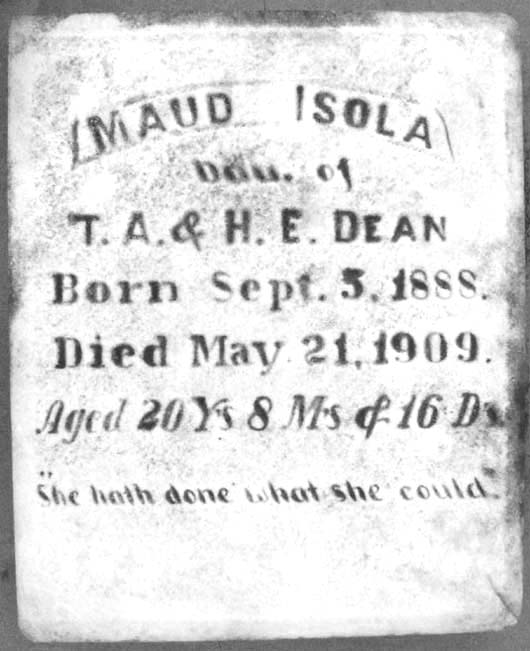 MAUD ISOLA
Dau. of
T. A. & H. E. DEAN
Born Sept. 5, 1888.
Died May 21, 1909.
Aged 20 Ys 8 Ms & 16 Ds
"She hath done what she could."